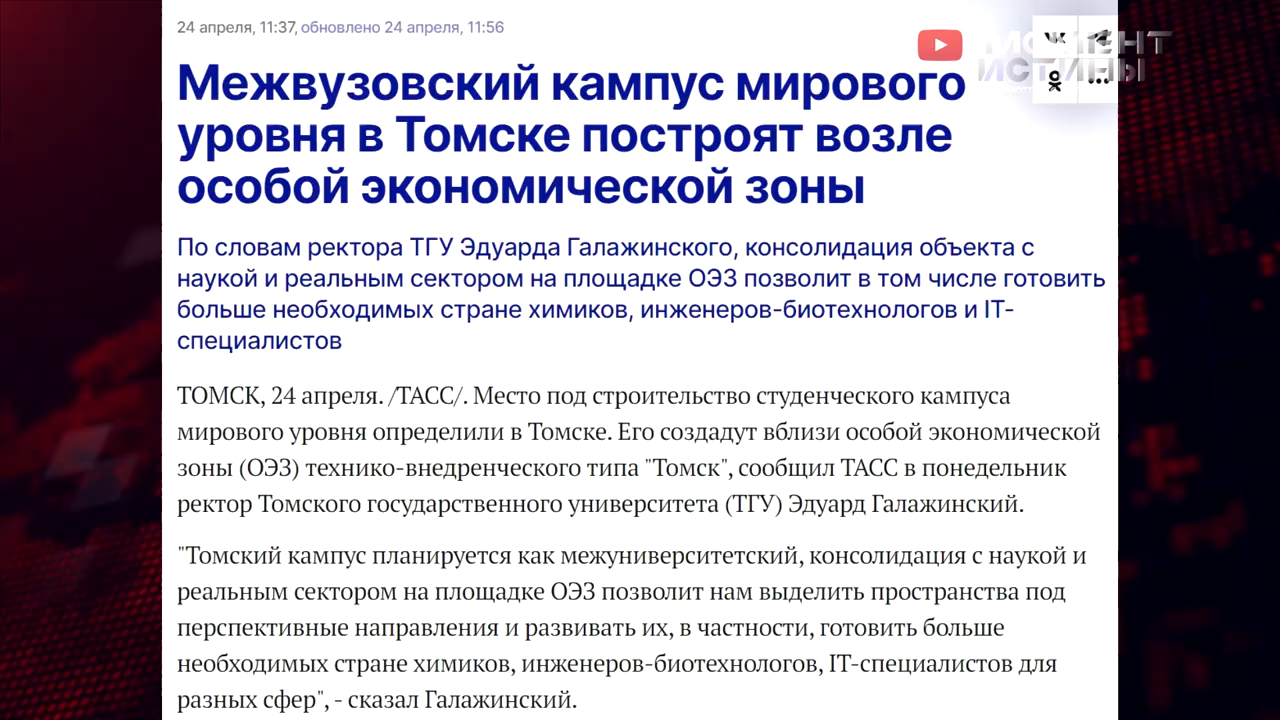 24 апреля, 11:37, обновлено 24 апреля, 11:56
МОМЕНТ
ИСТИНЫ
Межвузовский кампус мирового
уровня в Томске построят возле
особой экономической зоны
По словам ректора ТГУ Эдуарда Галажинского, консолидация объекта с
наукой и реальным сектором на площадке ОЭЗ позволит в том числе готовить
больше необходимых стране химиков, инженеров-биотехнологов и IT-
специалистов
ТОМСК, 24 апреля. /ТАСС/. Место под строительство студенческого кампуса
мирового уровня определили в Томске. Его создадут вблизи особой экономической
зоны (ОЭЗ) технико-внедренческого типа "Томск", сообщил ТАСС в понедельник
ректор Томского государственного университета (ТГУ) Эдуард Галажинский.
"Томский кампус планируется как межуниверситетский, консолидация с наукой и
реальным сектором на площадке ОЭЗ позволит нам выделить пространства под
перспективные направления и развивать их, в частности, готовить больше
необходимых стране химиков, инженеров-биотехнологов, IT-специалистов для
разных сфер", - сказал Галажинский.